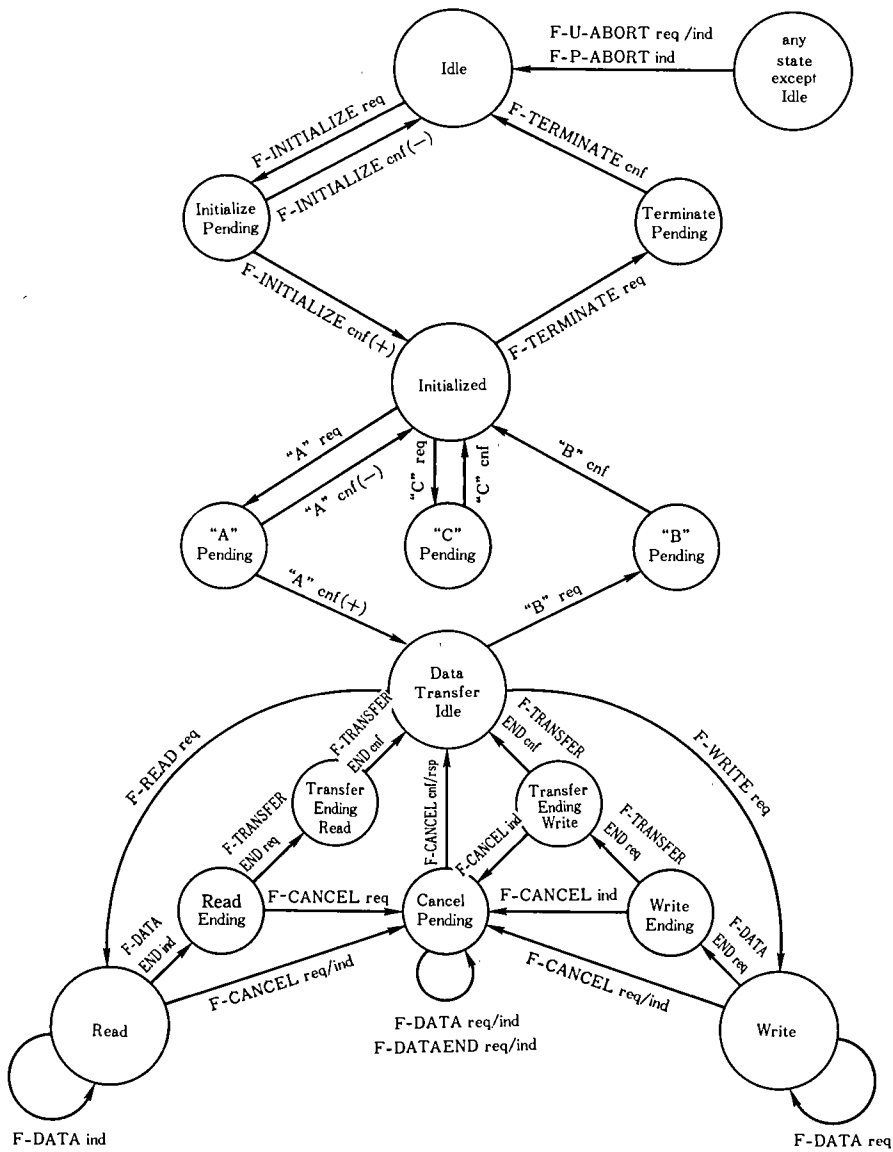 F-U-ABORT req /ind
F-P-ABORT ind
any
state
except
Idle
Idle
F-INITIALIZE req
F-INITIALIZE cnf(−)
F-TERMINATE cnf
Initialize
Pending
Terminate
Pending
F-INITIALIZE cnf(+)
F-TERMINATE req
Initialized
“A” req
“A” cnf(−)
“C” req
“C” cnf
“B” cnf
“A”
Pending
“C”
Pending
“B”
Pending
“A” cnf(+)
“B” req
Data
Transfer
Idle
F-READ req
F-TRANSFER
END cnf
F-TRANSFER
END cnf
F-WRITE req
Transfer
Ending
Read
F-CANCEL cnf/rsp
Transfer
Ending
Write
F-TRANSFER
END req
F-CANCEL ind
F-TRANSFER
END req
Read
Ending
F-CANCEL req
Cancel
Pending
F-CANCEL ind
Write
Ending
F-DATA
END ind
F-CANCEL req/ind
F-CANCEL req/ind
F-DATA
END req
Read
F-DATA req/ind
F-DATAEND req/ind
Write
F-DATA ind
F-DATA req